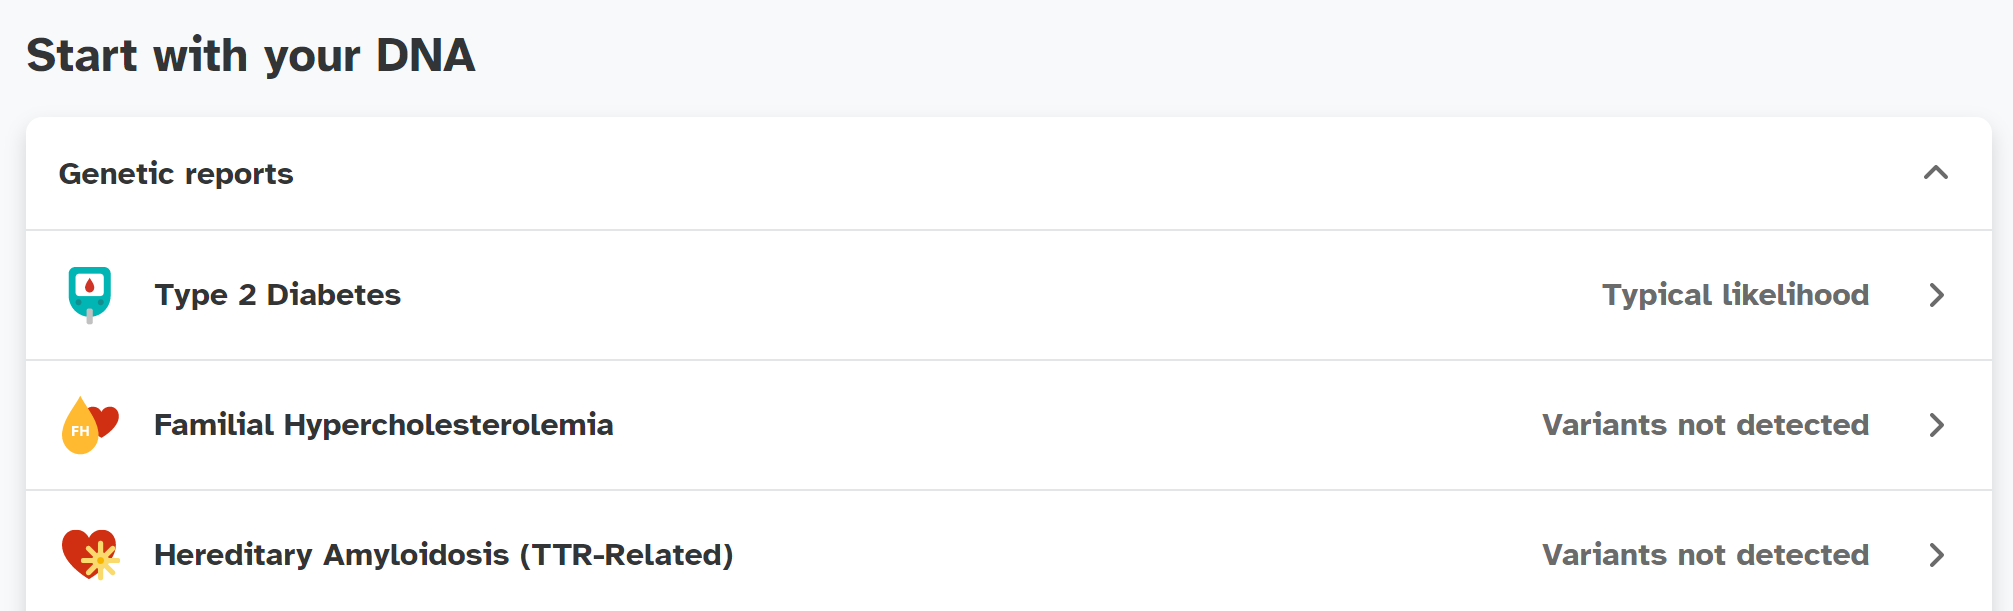 Start with your DNA
Genetic reports
Type 2 Diabetes Typical likelihood
FH Familial Hypercholesterolemia Variants not detected
Hereditary Amyloidosis (TTR-Related) Variants not detected